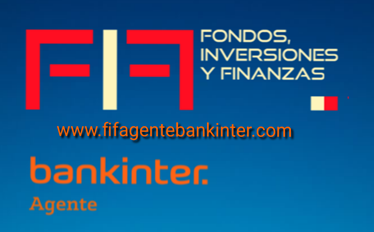 FIF
FONDOS,
INVERSIONES
Y FINANZAS
www.fifagentebankinter.com
bankinter.
Agente